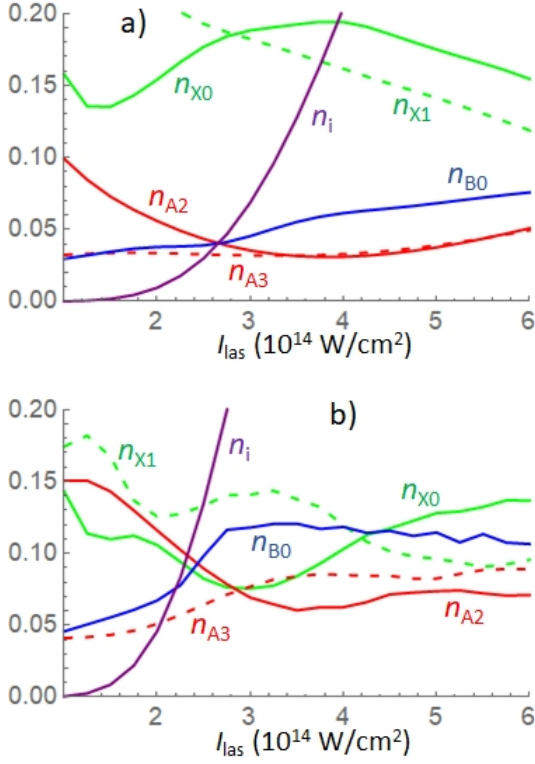 0.20
a)
0.15
n_X0
n_i
n_X1
0.10
n_A2
n_B0
0.05
n_A3
0.00
2 3 4 5 6
I_las (10^14 W/cm^2)
0.20
b)
n_X1
n_i
0.15
n_X0
0.10
n_B0
n_A3
n_A2
0.05
0.00
2 3 4 5 6
I_las (10^14 W/cm^2)